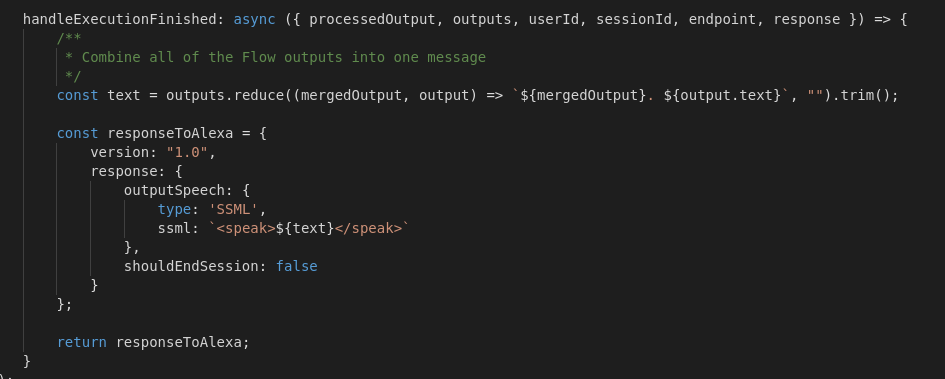 handleExecutionFinished: async ({ processedOutput, outputs, userId, sessionId, endpoint, response }) => {
/**
* Combine all of the Flow outputs into one message
*/
const text = outputs.reduce((mergedOutput, output) => `${mergedOutput}. ${output.text}`, "").trim();
const responseToAlexa = {
version: "1.0",
response: {
outputSpeech: {
type: 'SSML',
ssml: `<speak>${text}</speak>`
},
shouldEndSession: false
}
};
return responseToAlexa;
}